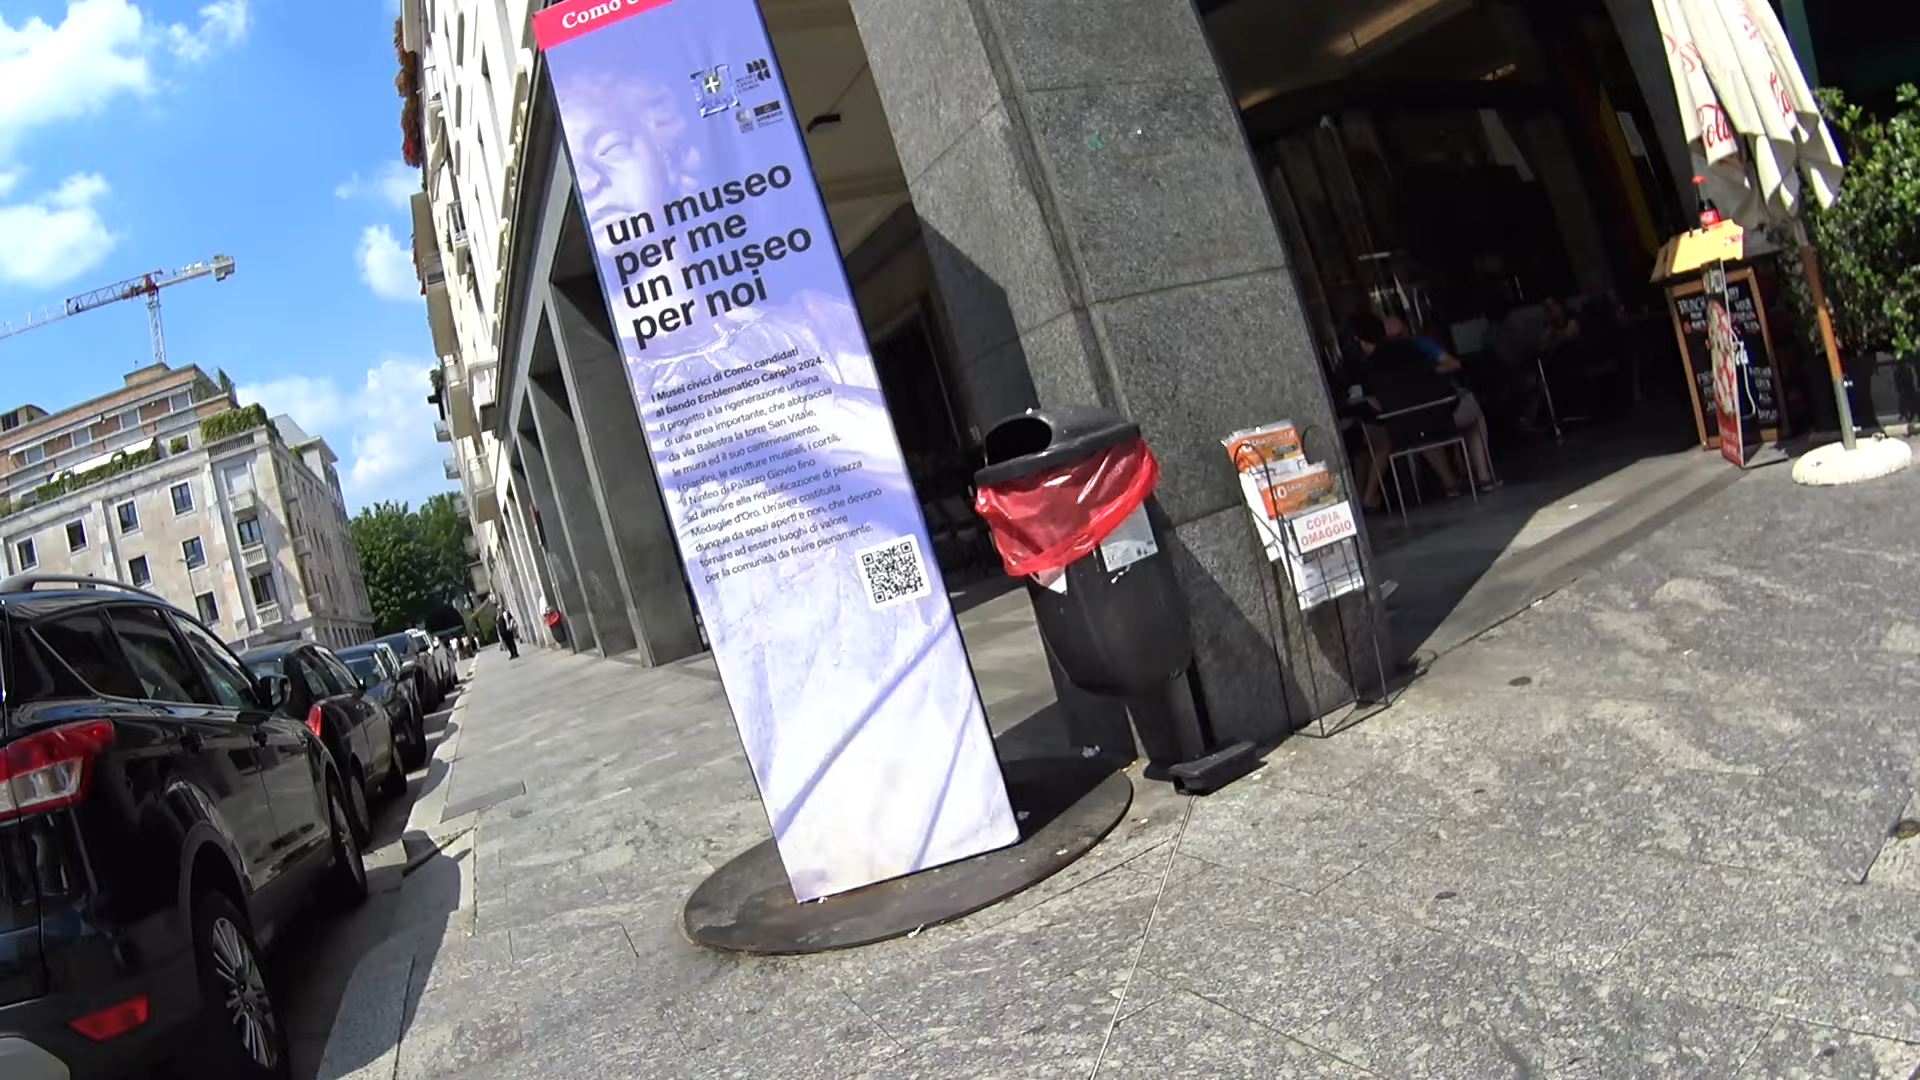 Como
UNESCO
un museo
per me
un museo
per noi
I Musei civici di Como candidati
al bando Emblematico Cariplo 2024.
Il progetto è la rigenerazione urbana
di una area importante, che abbraccia
da via Balestra la torre San Vitale,
le mura ed il suo camminamento,
i giardini, le strutture museali, i cortili,
il Ninfeo di Palazzo Giovio fino
ad arrivare alla riqualificazione di piazza
Medaglie d'Oro. Un'area costituita
dunque da spazi aperti e non, che devono
tornare ad essere luoghi di valore
per la comunità, da fruire pienamente.
COPIA
OMAGGIO